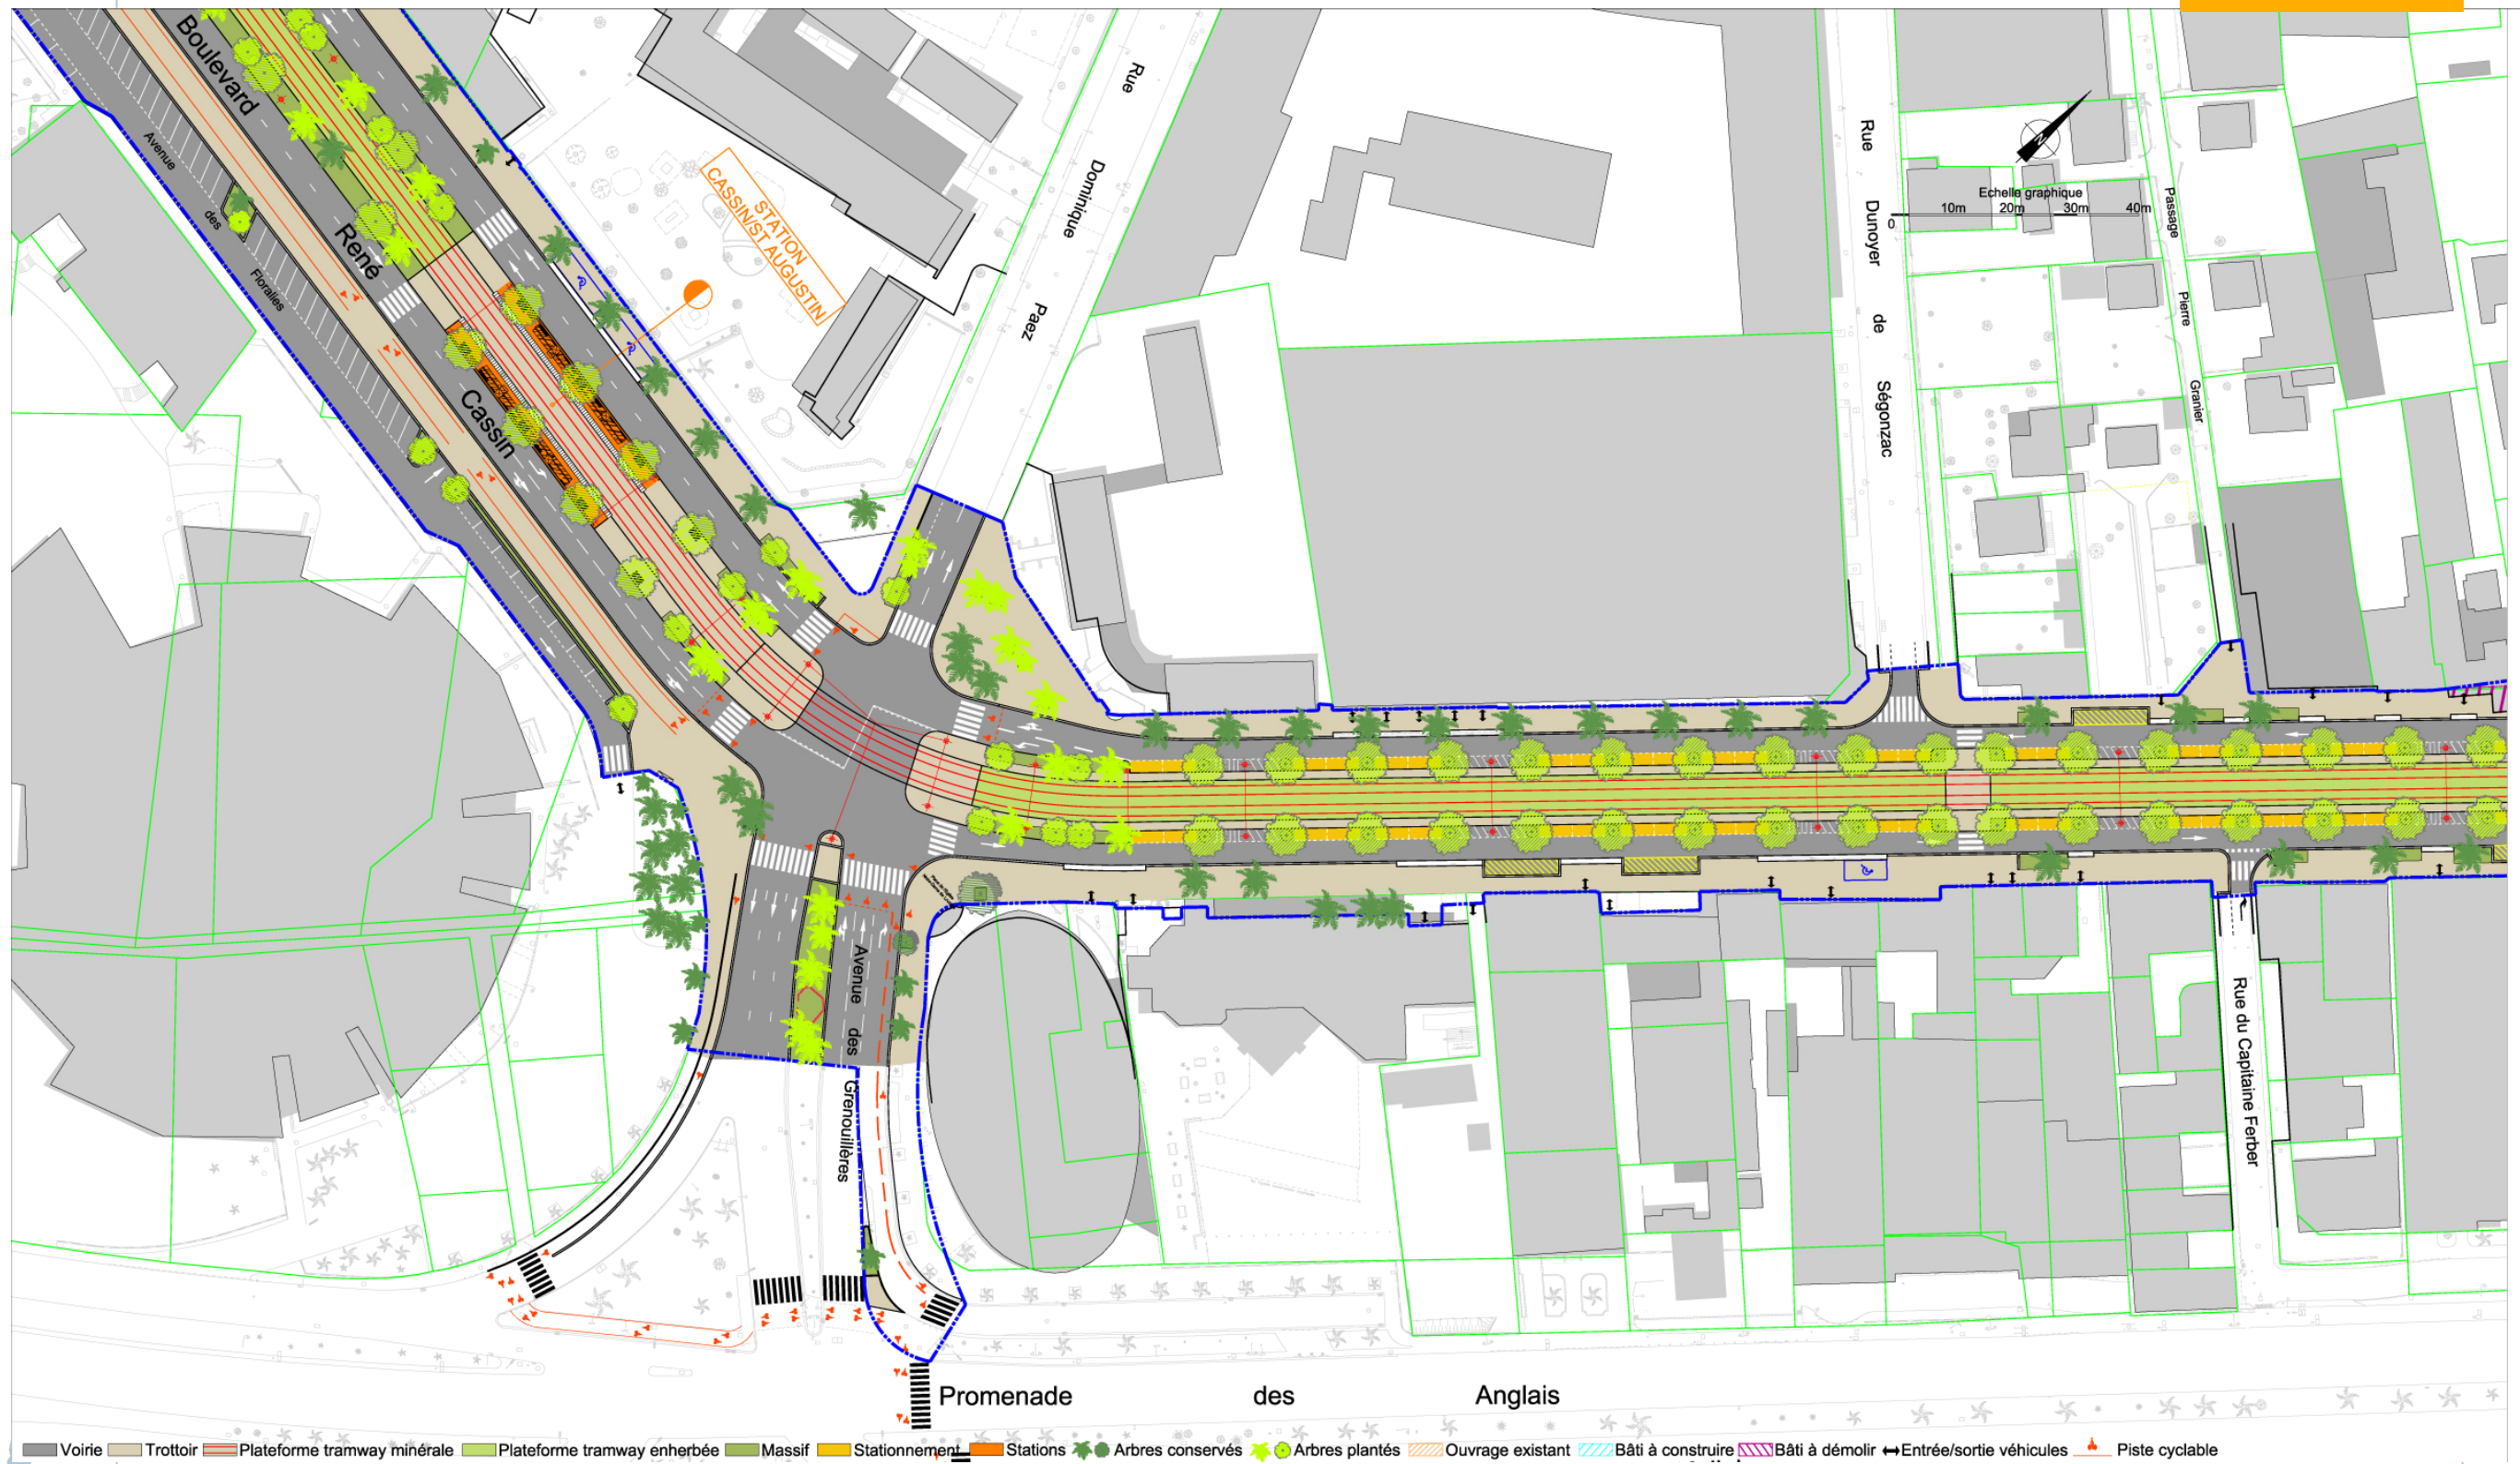 Boulevard
René
Cassin
Avenue
des
Floralies
STATION
CASSIN ST AUGUSTIN
Rue
Dominique
Paez
Rue
Dunoyer
de
Ségonzac
Echelle graphique
0 10m 20m 30m 40m
Passage
Pierre
Granier
Avenue
des
Grenouillères
Rue du Capitaine Ferber
Promenade des Anglais
Voirie Trottoir Plateforme tramway minérale Plateforme tramway enherbée Massif Stationnement Stations Arbres conservés Arbres plantés Ouvrage existant Bâti à construire Bâti à démolir Entrée/sortie véhicules Piste cyclable